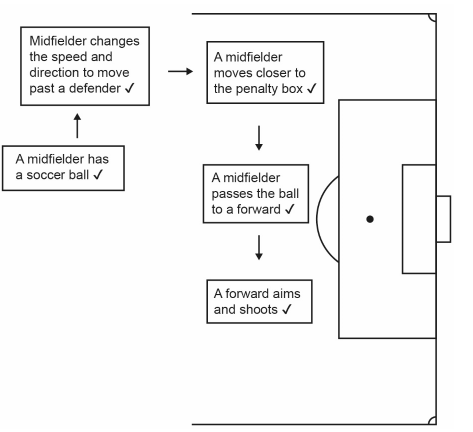 A midfielder has
a soccer ball ✓
Midfielder changes
the speed and
direction to move
past a defender ✓
A midfielder
moves closer to
the penalty box ✓
A midfielder
passes the ball
to a forward ✓
A forward aims
and shoots ✓